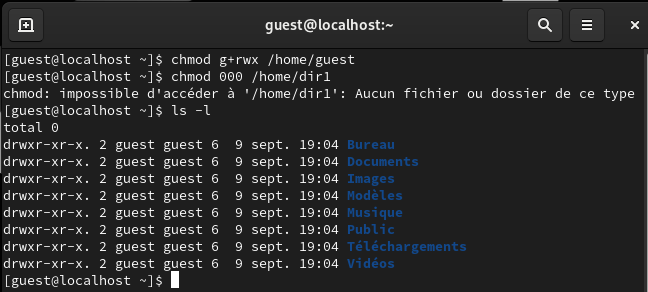 guest@localhost:~
[guest@localhost ~]$ chmod g+rwx /home/guest
[guest@localhost ~]$ chmod 000 /home/dir1
chmod: impossible d'accéder à '/home/dir1': Aucun fichier ou dossier de ce type
[guest@localhost ~]$ ls -l
total 0
drwxr-xr-x. 2 guest guest 6  9 sept. 19:04 Bureau
drwxr-xr-x. 2 guest guest 6  9 sept. 19:04 Documents
drwxr-xr-x. 2 guest guest 6  9 sept. 19:04 Images
drwxr-xr-x. 2 guest guest 6  9 sept. 19:04 Modèles
drwxr-xr-x. 2 guest guest 6  9 sept. 19:04 Musique
drwxr-xr-x. 2 guest guest 6  9 sept. 19:04 Public
drwxr-xr-x. 2 guest guest 6  9 sept. 19:04 Téléchargements
drwxr-xr-x. 2 guest guest 6  9 sept. 19:04 Vidéos
[guest@localhost ~]$